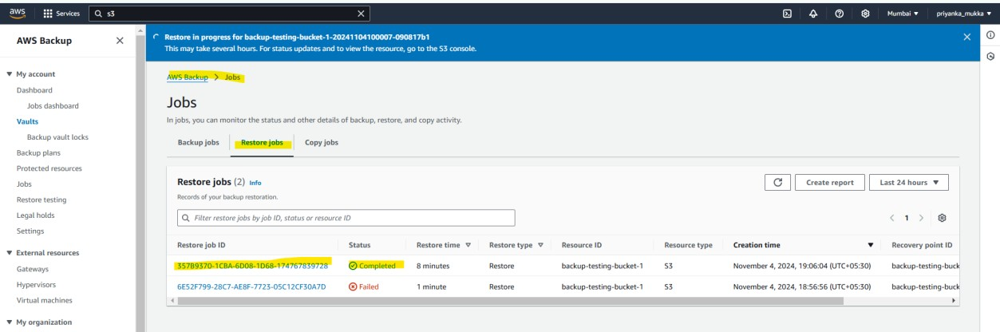 aws Services s3 Mumbai ▼ priyanka_mukka ▼
AWS Backup
Restore in progress for backup-testing-bucket-1-20241104100007-090817b1
This may take several hours. For status updates and to view the resource, go to the S3 console.
▼ My account
Dashboard
Jobs dashboard
Vaults
Backup vault locks
Backup plans
Protected resources
Jobs
Restore testing
Legal holds
Settings
▼ External resources
Gateways
Hypervisors
Virtual machines
▼ My organization
AWS Backup > Jobs
Jobs
In jobs, you can monitor the status and other details of backup, restore, and copy activity.
Backup jobs Restore jobs Copy jobs
Restore jobs (2) Info Create report Last 24 hours ▼
Records of your backup restoration.
Filter restore jobs by job ID, status or resource ID < 1 >
Restore job ID Status Restore time Restore type Resource ID Resource type Creation time Recovery point ID
357B9370-1CBA-6D08-1D68-174767839728 Completed 8 minutes Restore backup-testing-bucket-1 S3 November 4, 2024, 19:06:04 (UTC+05:30) backup-testing-buck
6E52F799-28C7-AE8F-7723-05C12CF30A7D Failed 1 minute Restore backup-testing-bucket-1 S3 November 4, 2024, 18:56:56 (UTC+05:30) backup-testing-buck